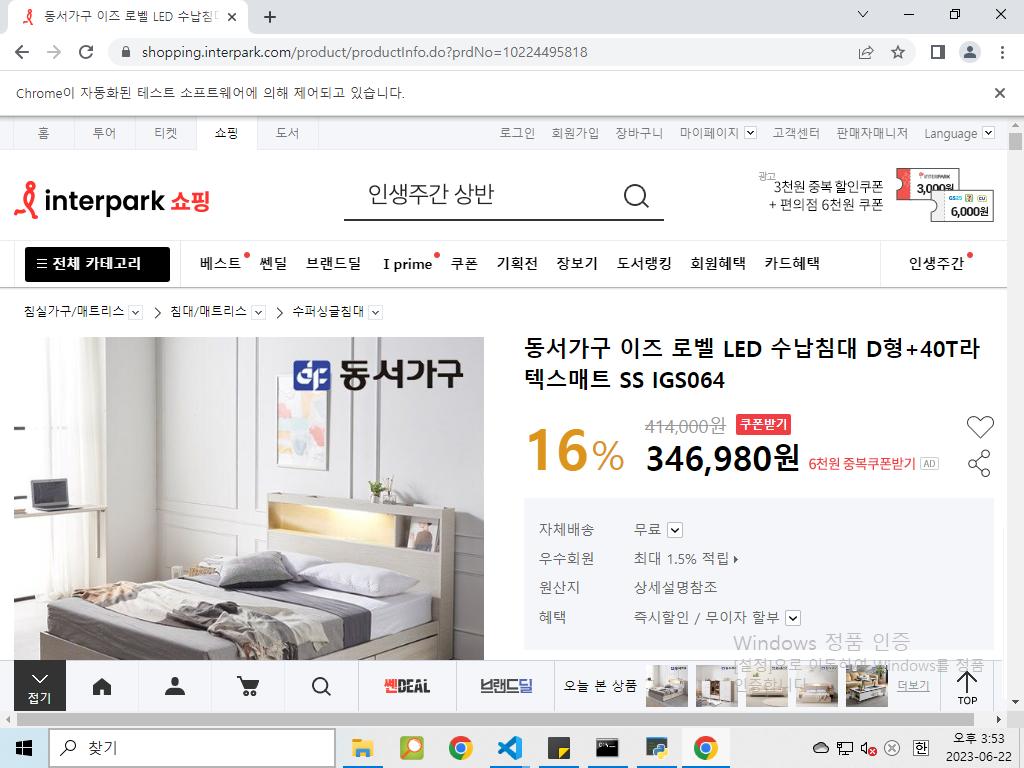 동서가구 이즈 로벨 LED 수납침대
shopping.interpark.com/product/productInfo.do?prdNo=10224495818
Chrome이 자동화된 테스트 소프트웨어에 의해 제어되고 있습니다.
홈 투어 티켓 쇼핑 도서 로그인 회원가입 장바구니 마이페이지 고객센터 판매자매니저 Language
interpark 쇼핑
인생주간 상반
광고
3천원 중복 할인쿠폰
+ 편의점 6천원 쿠폰
INTERPARK
3,000원
GS25 CU
6,000원
전체 카테고리 베스트 쎈딜 브랜드딜 I prime 쿠폰 기획전 장보기 도서랭킹 회원혜택 카드혜택 인생주간
침실가구/매트리스 침대/매트리스 수퍼싱글침대
동서가구
동서가구 이즈 로벨 LED 수납침대 D형+40T라
텍스매트 SS IGS064
16%
414,000원 쿠폰받기
346,980원 6천원 중복쿠폰받기 AD
자체배송 무료
우수회원 최대 1.5% 적립
원산지 상세설명참조
혜택 즉시할인 / 무이자 할부
Windows 정품 인증
[설정]으로 이동하여 Windows를 정품
인증합니다.
접기
쎈DEAL
브랜드딜
오늘 본 상품
더보기
TOP
찾기
한
오후 3:53
2023-06-22